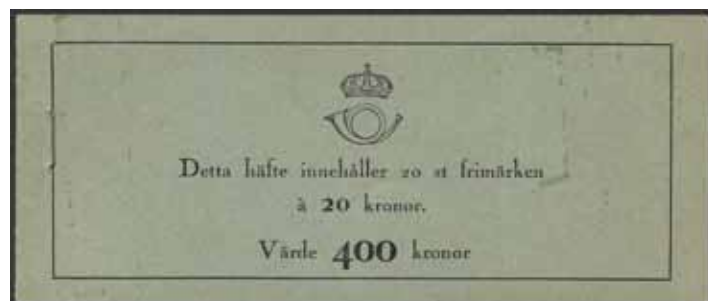 Detta häfte innehåller 20 st frimärken
à 20 kronor.
Värde 400 kronor